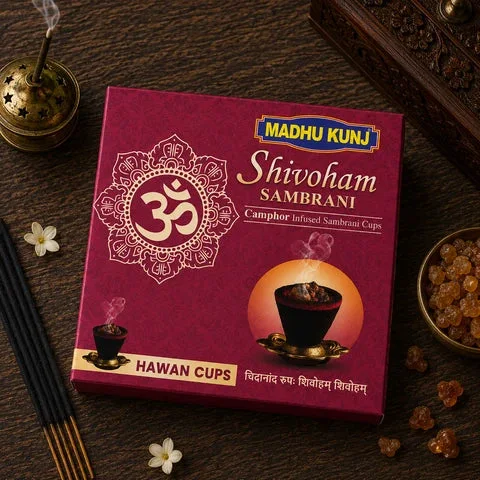 MADHU KUNJ
Shivoham
SAMBRANI
Camphor Infused Sambrani Cups
ॐ
HAWAN CUPS
चिदानंद रुपः शिवोहम् शिवोहम्